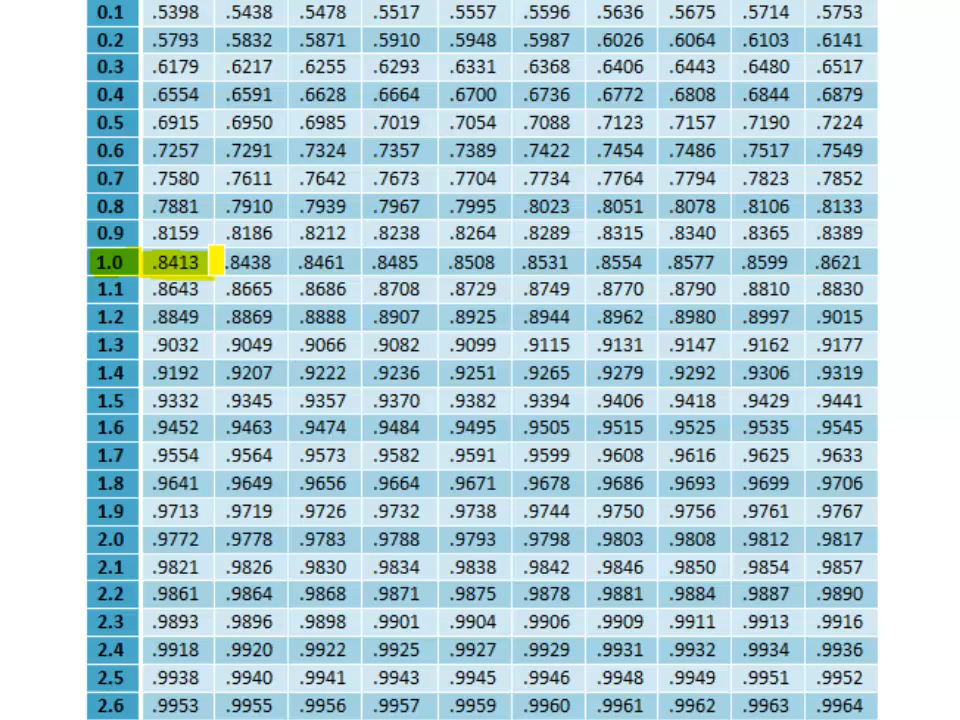 0.1 .5398 .5438 .5478 .5517 .5557 .5596 .5636 .5675 .5714 .5753
0.2 .5793 .5832 .5871 .5910 .5948 .5987 .6026 .6064 .6103 .6141
0.3 .6179 .6217 .6255 .6293 .6331 .6368 .6406 .6443 .6480 .6517
0.4 .6554 .6591 .6628 .6664 .6700 .6736 .6772 .6808 .6844 .6879
0.5 .6915 .6950 .6985 .7019 .7054 .7088 .7123 .7157 .7190 .7224
0.6 .7257 .7291 .7324 .7357 .7389 .7422 .7454 .7486 .7517 .7549
0.7 .7580 .7611 .7642 .7673 .7704 .7734 .7764 .7794 .7823 .7852
0.8 .7881 .7910 .7939 .7967 .7995 .8023 .8051 .8078 .8106 .8133
0.9 .8159 .8186 .8212 .8238 .8264 .8289 .8315 .8340 .8365 .8389
1.0 .8413 .8438 .8461 .8485 .8508 .8531 .8554 .8577 .8599 .8621
1.1 .8643 .8665 .8686 .8708 .8729 .8749 .8770 .8790 .8810 .8830
1.2 .8849 .8869 .8888 .8907 .8925 .8944 .8962 .8980 .8997 .9015
1.3 .9032 .9049 .9066 .9082 .9099 .9115 .9131 .9147 .9162 .9177
1.4 .9192 .9207 .9222 .9236 .9251 .9265 .9279 .9292 .9306 .9319
1.5 .9332 .9345 .9357 .9370 .9382 .9394 .9406 .9418 .9429 .9441
1.6 .9452 .9463 .9474 .9484 .9495 .9505 .9515 .9525 .9535 .9545
1.7 .9554 .9564 .9573 .9582 .9591 .9599 .9608 .9616 .9625 .9633
1.8 .9641 .9649 .9656 .9664 .9671 .9678 .9686 .9693 .9699 .9706
1.9 .9713 .9719 .9726 .9732 .9738 .9744 .9750 .9756 .9761 .9767
2.0 .9772 .9778 .9783 .9788 .9793 .9798 .9803 .9808 .9812 .9817
2.1 .9821 .9826 .9830 .9834 .9838 .9842 .9846 .9850 .9854 .9857
2.2 .9861 .9864 .9868 .9871 .9875 .9878 .9881 .9884 .9887 .9890
2.3 .9893 .9896 .9898 .9901 .9904 .9906 .9909 .9911 .9913 .9916
2.4 .9918 .9920 .9922 .9925 .9927 .9929 .9931 .9932 .9934 .9936
2.5 .9938 .9940 .9941 .9943 .9945 .9946 .9948 .9949 .9951 .9952
2.6 .9953 .9955 .9956 .9957 .9959 .9960 .9961 .9962 .9963 .9964